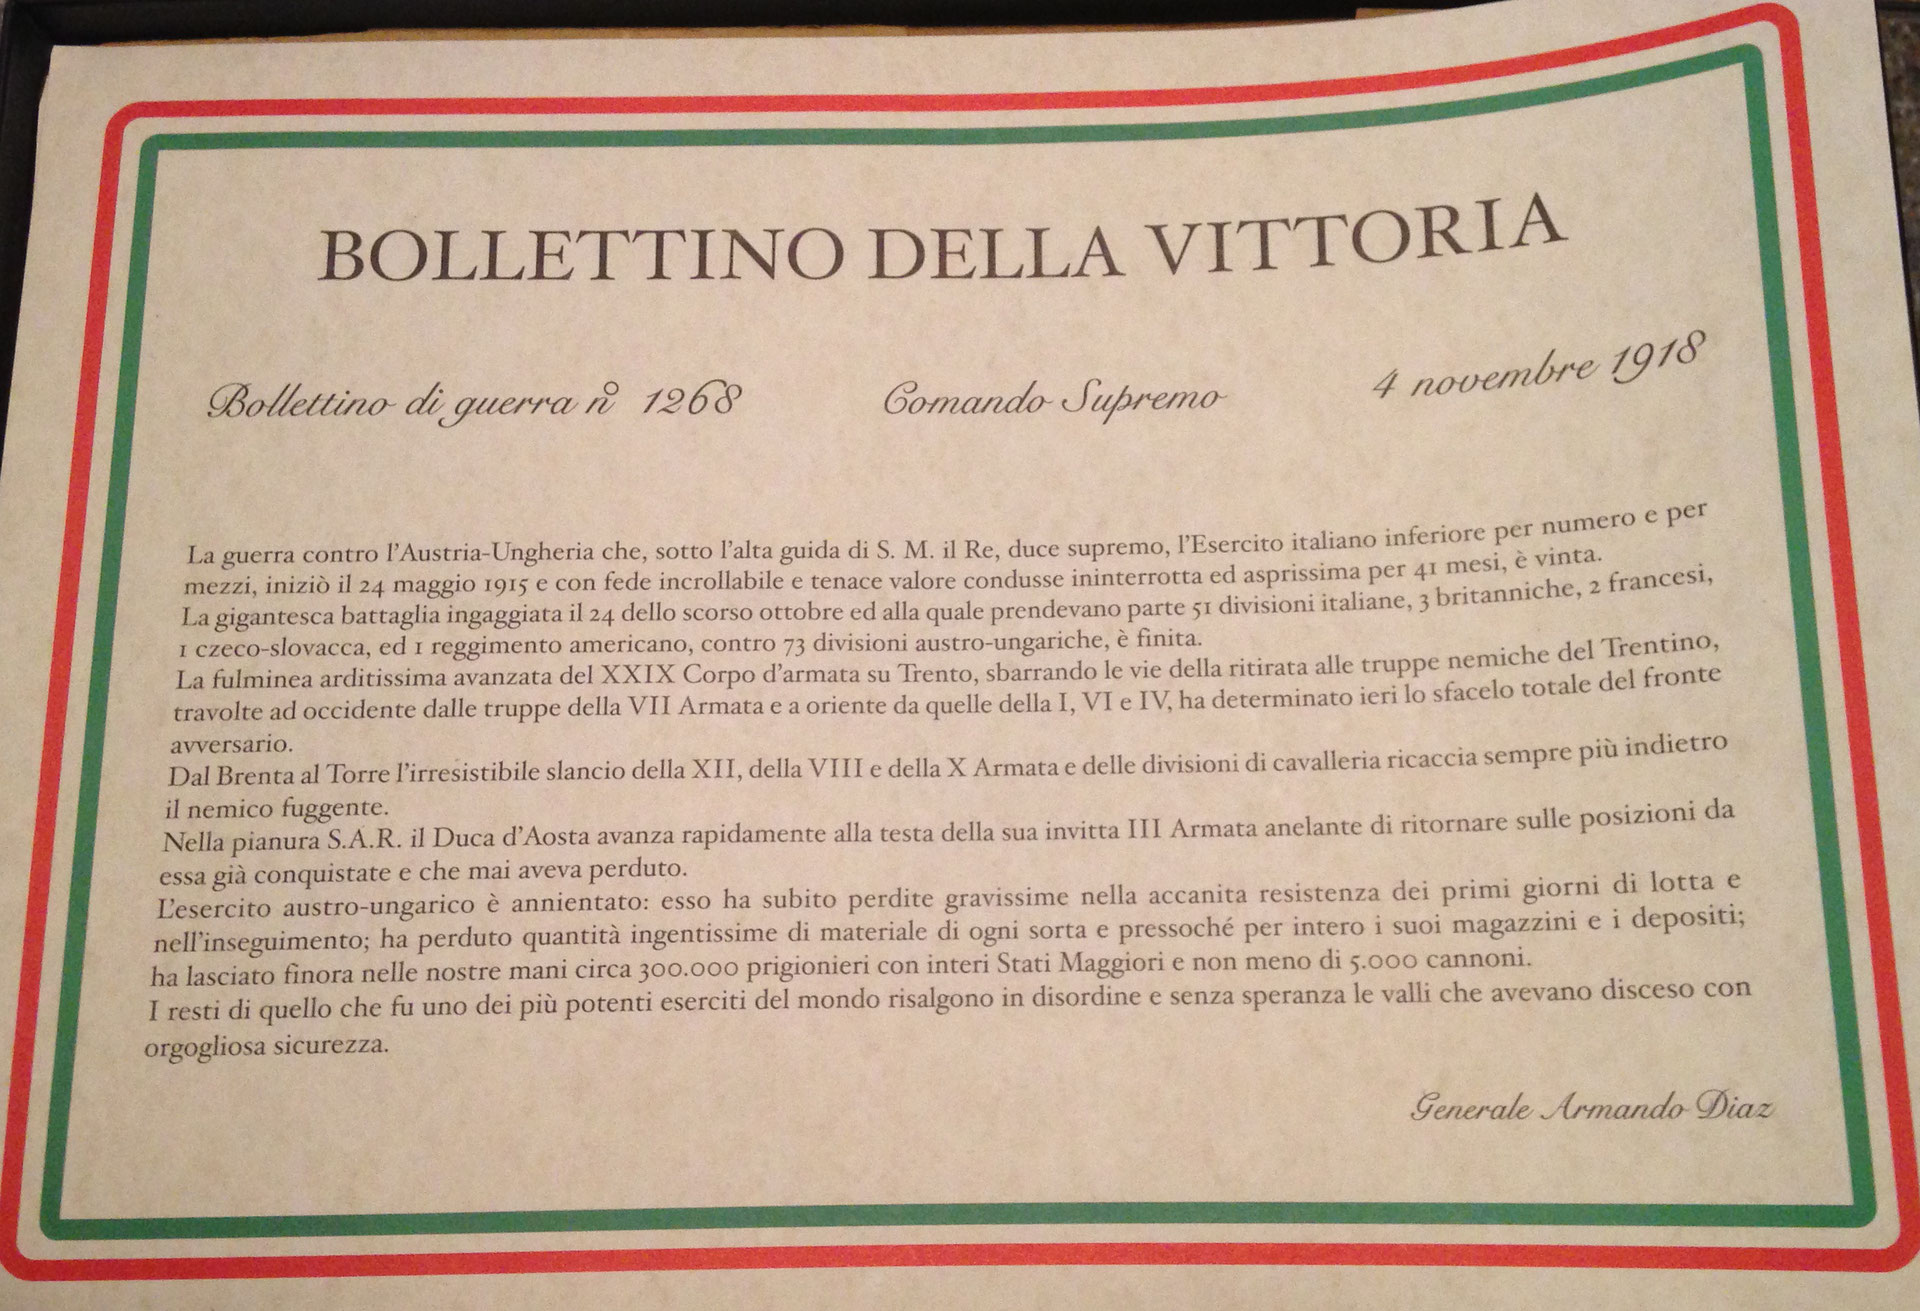 BOLLETTINO DELLA VITTORIA
Bollettino di guerra n° 1268 Comando Supremo 4 novembre 1918
La guerra contro l'Austria-Ungheria che, sotto l'alta guida di S. M. il Re, duce supremo, l'Esercito italiano inferiore per numero e per
mezzi, iniziò il 24 maggio 1915 e con fede incrollabile e tenace valore condusse ininterrotta ed asprissima per 41 mesi, è vinta.
La gigantesca battaglia ingaggiata il 24 dello scorso ottobre ed alla quale prendevano parte 51 divisioni italiane, 3 britanniche, 2 francesi,
1 czeco-slovacca, ed 1 reggimento americano, contro 73 divisioni austro-ungariche, è finita.
La fulminea arditissima avanzata del XXIX Corpo d'armata su Trento, sbarrando le vie della ritirata alle truppe nemiche del Trentino,
travolte ad occidente dalle truppe della VII Armata e a oriente da quelle della I, VI e IV, ha determinato ieri lo sfacelo totale del fronte
avversario.
Dal Brenta al Torre l'irresistibile slancio della XII, della VIII e della X Armata e delle divisioni di cavalleria ricaccia sempre più indietro
il nemico fuggente.
Nella pianura S.A.R. il Duca d'Aosta avanza rapidamente alla testa della sua invitta III Armata anelante di ritornare sulle posizioni da
essa già conquistate e che mai aveva perduto.
L'esercito austro-ungarico è annientato: esso ha subito perdite gravissime nella accanita resistenza dei primi giorni di lotta e
nell'inseguimento; ha perduto quantità ingentissime di materiale di ogni sorta e pressoché per intero i suoi magazzini e i depositi;
ha lasciato finora nelle nostre mani circa 300.000 prigionieri con interi Stati Maggiori e non meno di 5.000 cannoni.
I resti di quello che fu uno dei più potenti eserciti del mondo risalgono in disordine e senza speranza le valli che avevano disceso con
orgogliosa sicurezza.
Generale Armando Diaz